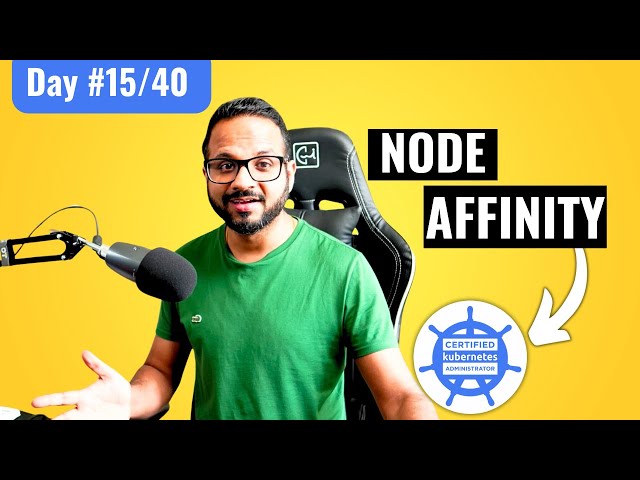 Day #15/40
NODE
AFFINITY
CERTIFIED
kubernetes
ADMINISTRATOR